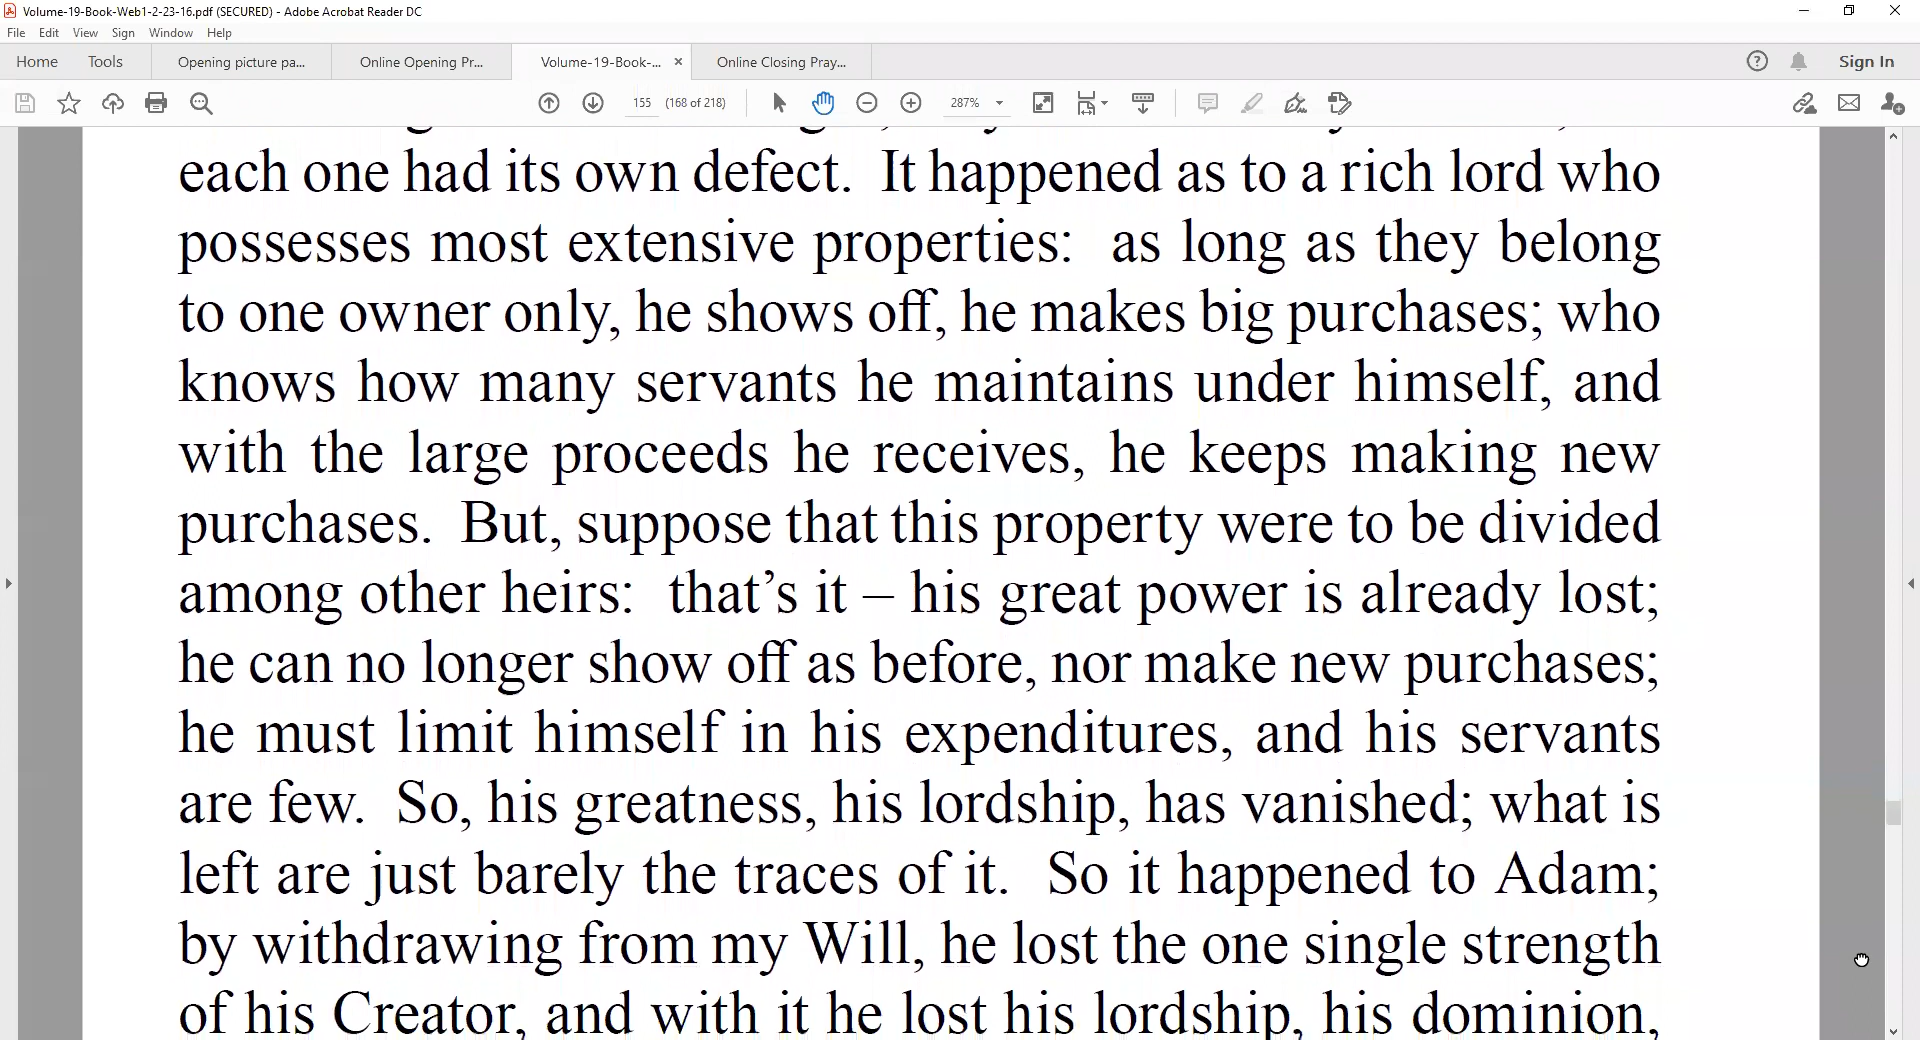 Volume-19-Book-Web1-2-23-16.pdf (SECURED) - Adobe Acrobat Reader DC
File Edit View Sign Window Help
Home Tools Opening picture pa... Online Opening Pr... Volume-19-Book-... × Online Closing Pray... Sign In
155 (168 of 218) 287%
each one had its own defect. It happened as to a rich lord who
possesses most extensive properties: as long as they belong
to one owner only, he shows off, he makes big purchases; who
knows how many servants he maintains under himself, and
with the large proceeds he receives, he keeps making new
purchases. But, suppose that this property were to be divided
among other heirs: that’s it – his great power is already lost;
he can no longer show off as before, nor make new purchases;
he must limit himself in his expenditures, and his servants
are few. So, his greatness, his lordship, has vanished; what is
left are just barely the traces of it. So it happened to Adam;
by withdrawing from my Will, he lost the one single strength
of his Creator, and with it he lost his lordship, his dominion,